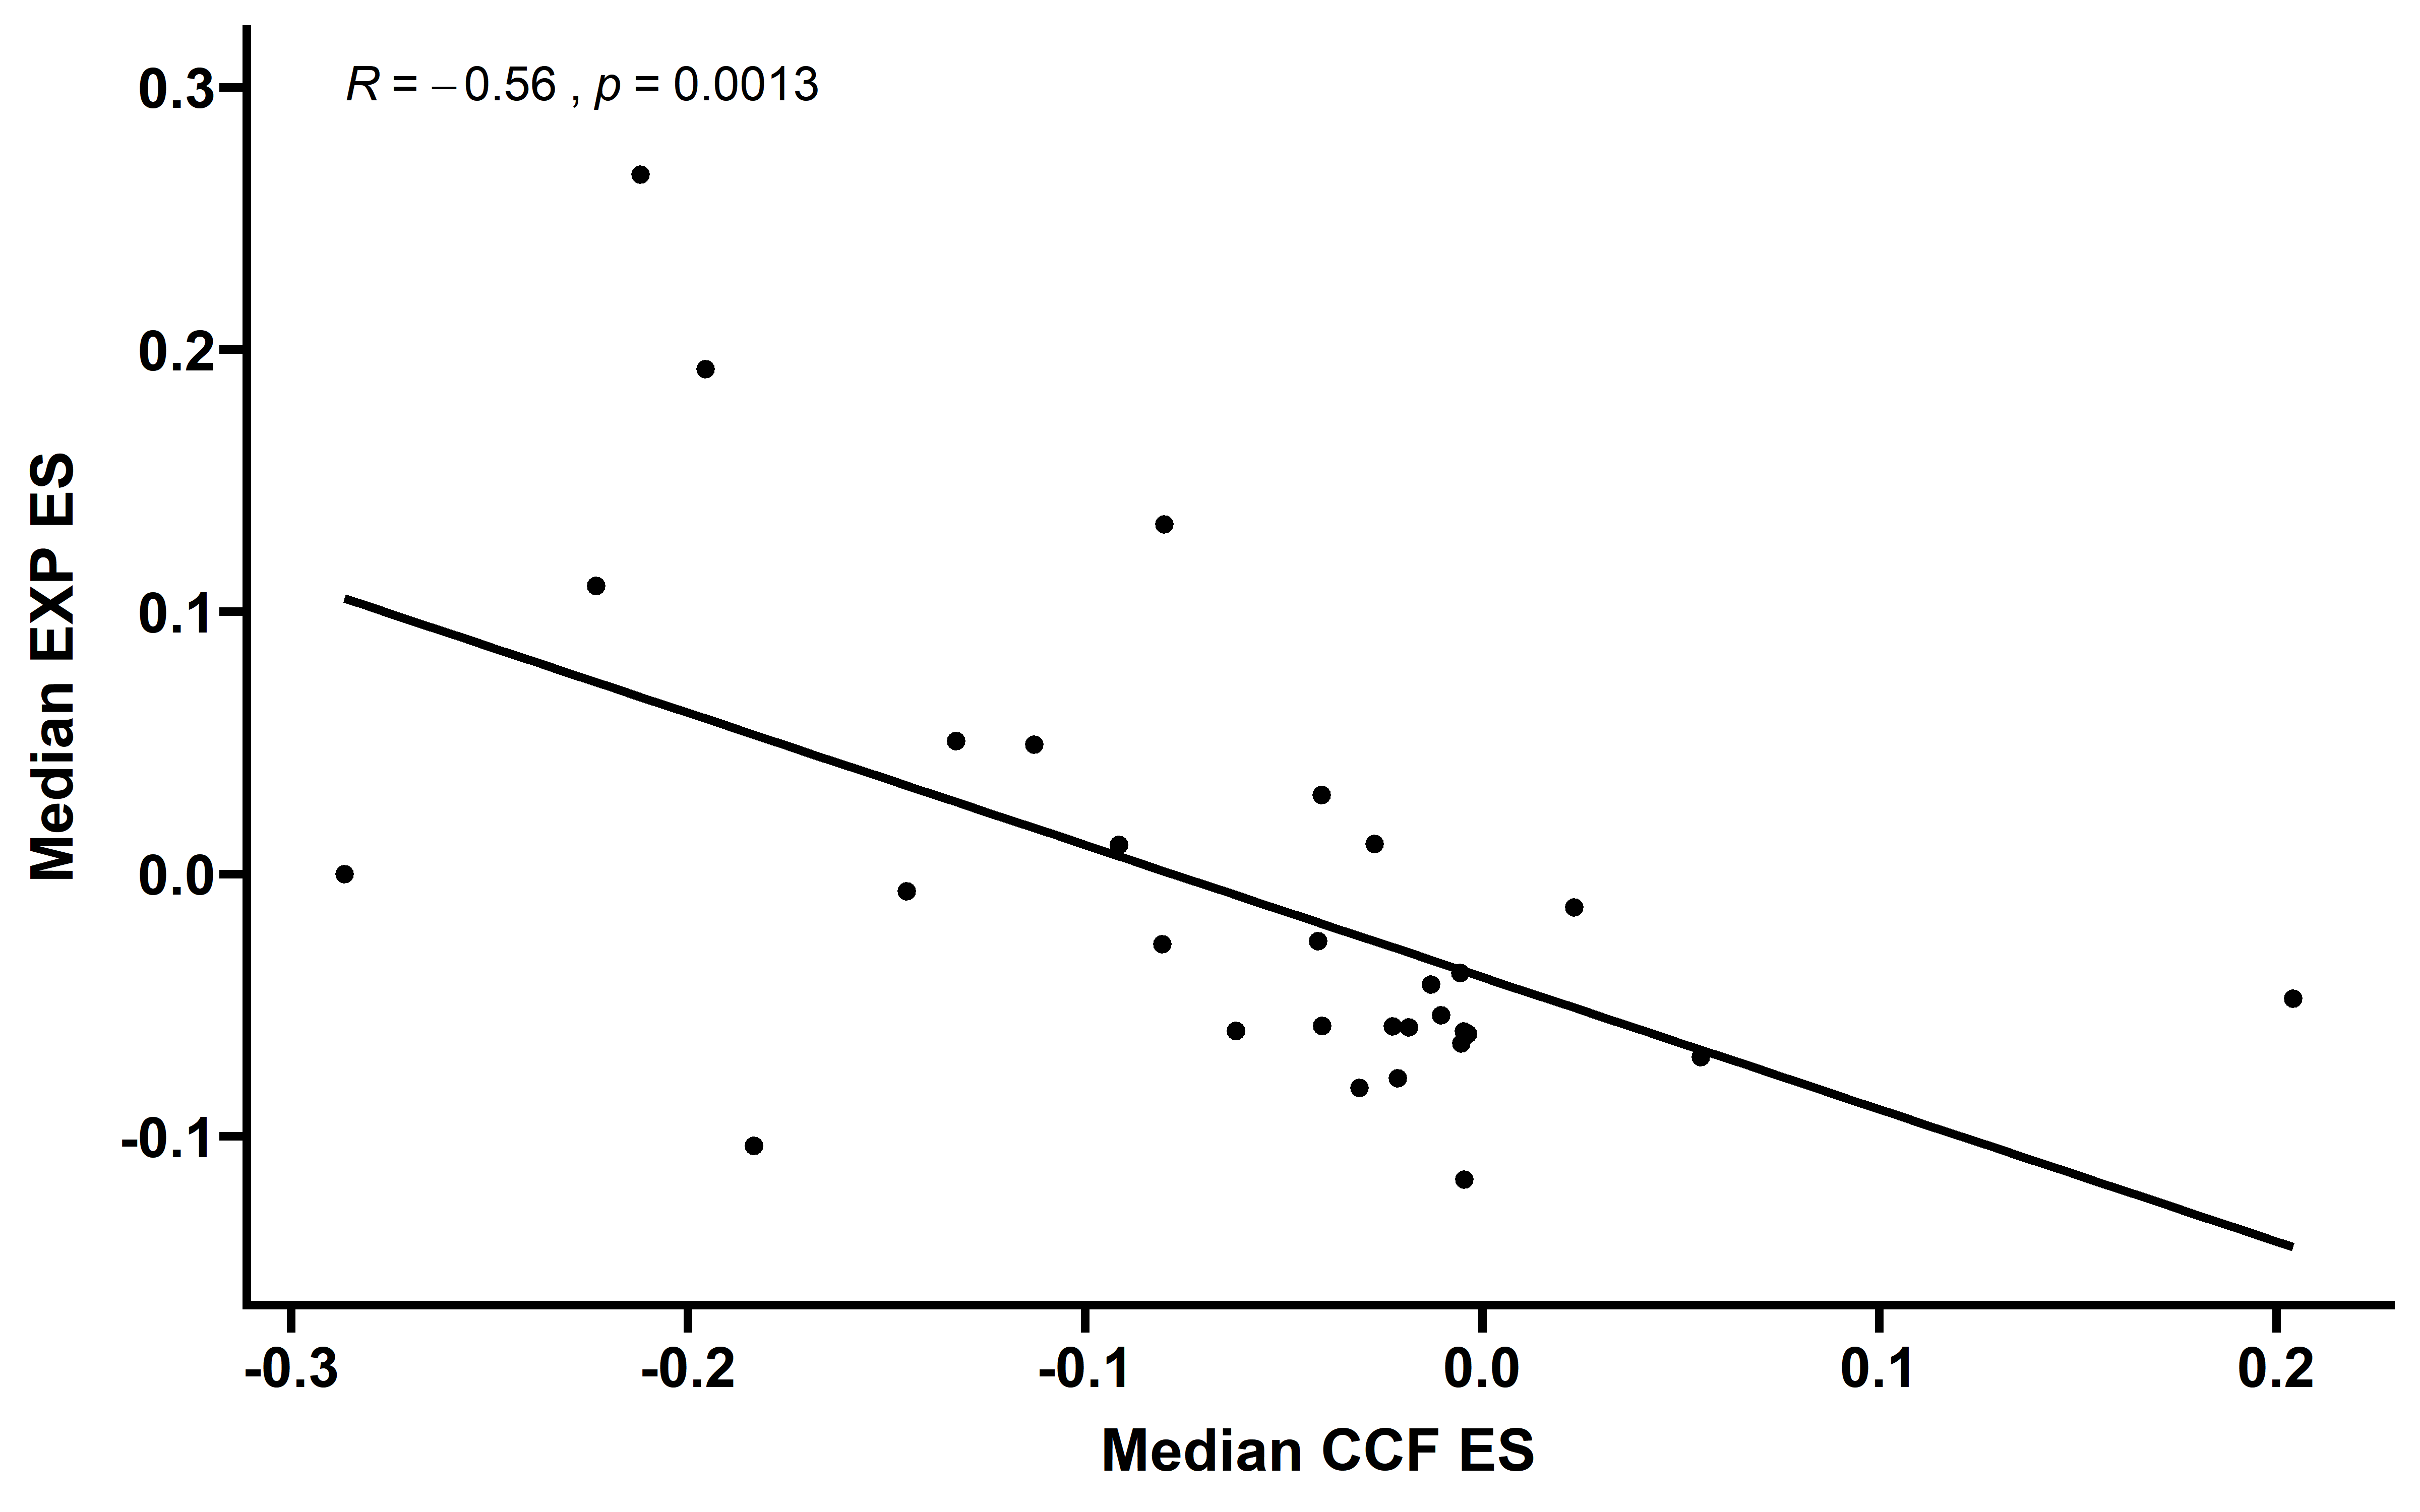 R = −0.56 , p = 0.0013
0.3
0.2
0.1
0.0
-0.1
Median EXP ES
-0.3 -0.2 -0.1 0.0 0.1 0.2
Median CCF ES